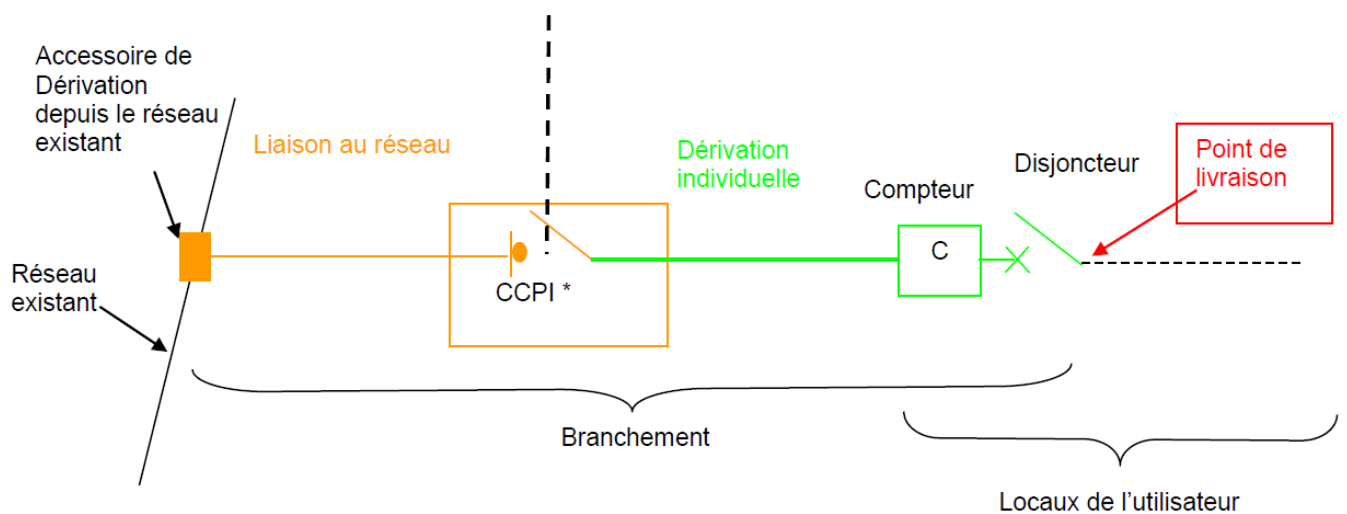 Accessoire de
Dérivation
depuis le réseau
existant
Liaison au réseau
Dérivation
individuelle
Compteur
Disjoncteur
Point de
livraison
C
CCPI *
Réseau
existant
Branchement
Locaux de l'utilisateur